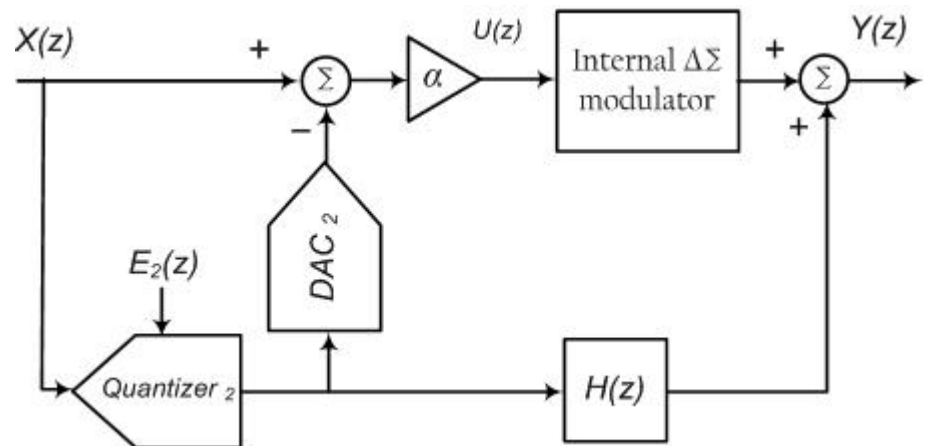 X(z)
+
Σ
α
U(z)
Internal ΔΣ
modulator
+
Σ
Y(z)
−
+
DAC 2
E2(z)
Quantizer 2
H(z)